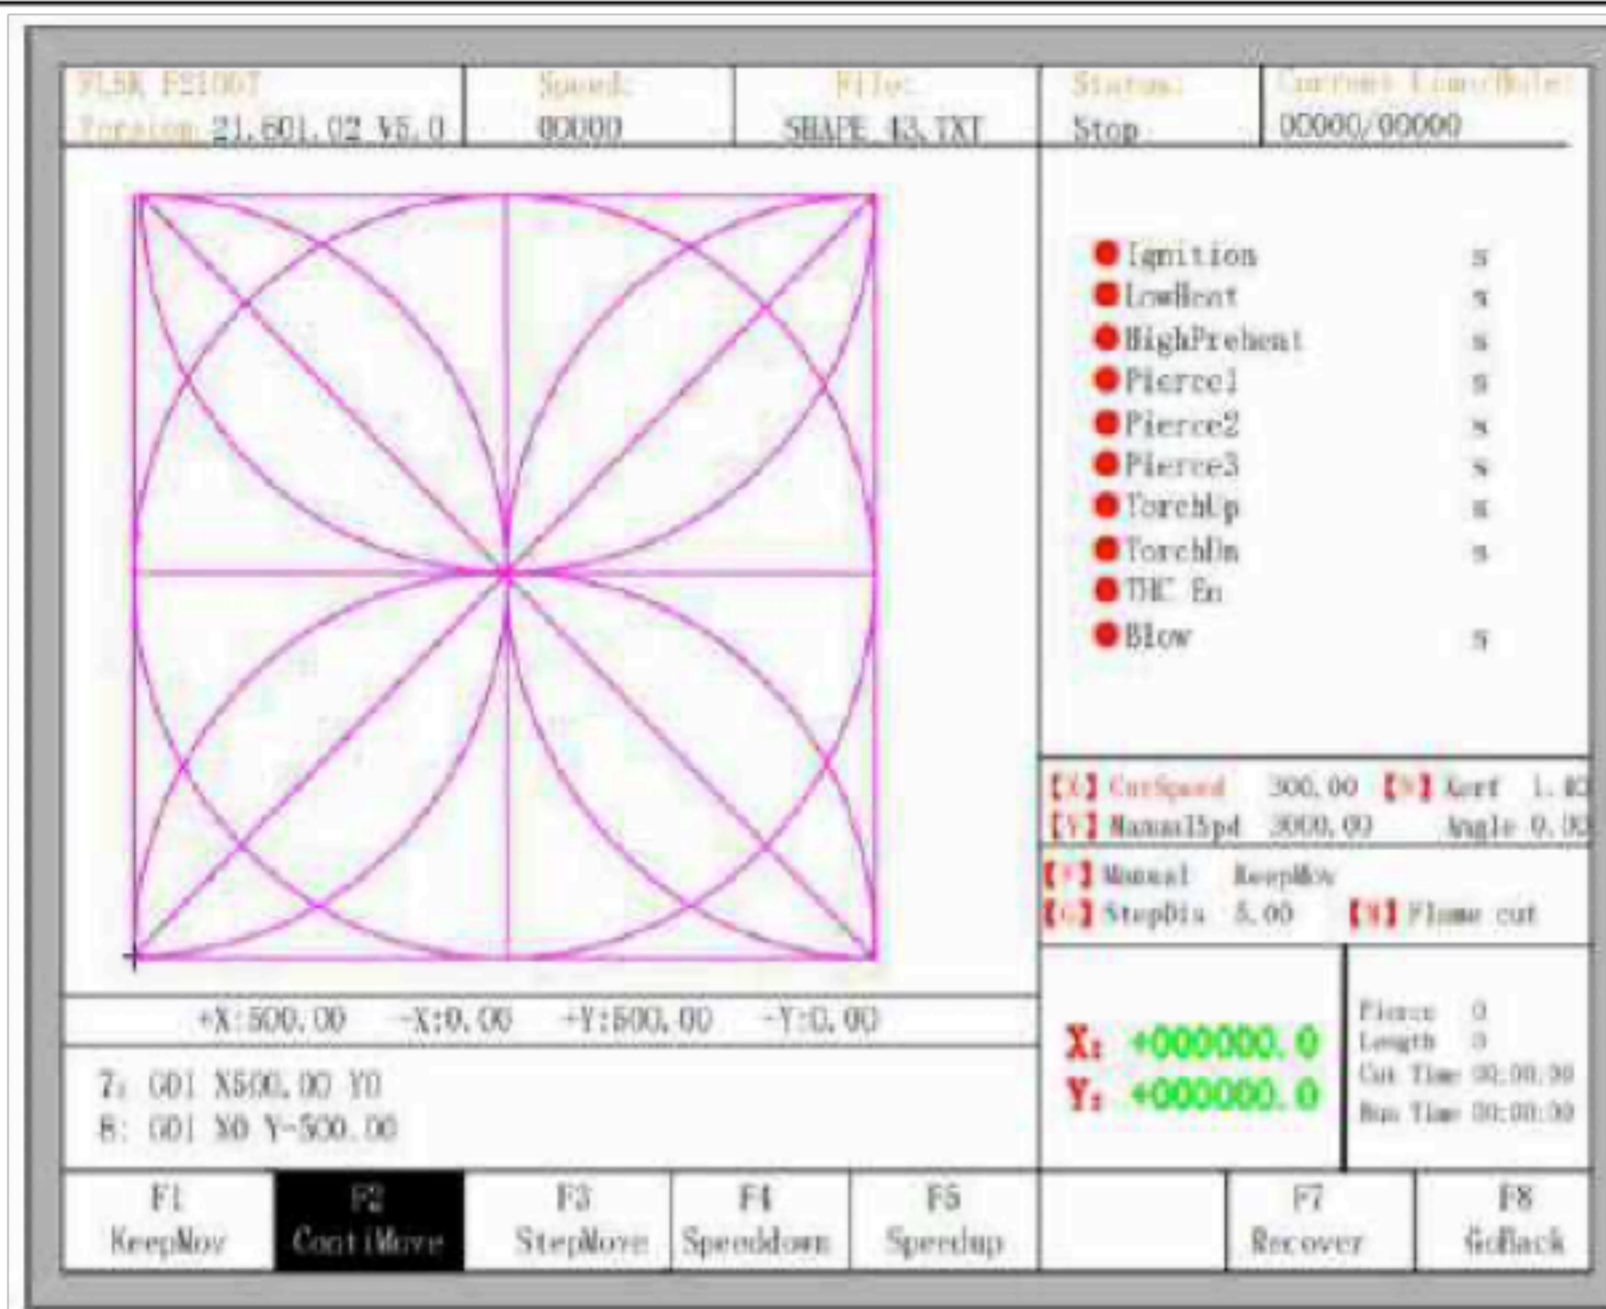 Speed: File: Status:
21.601.02 V5.0 00000 SHAPE_43.TXT Stop 00000/00000
Ignition s
LowHeat s
HighPreheat s
Pierce1 s
Pierce2 s
Pierce3 s
TorchUp s
TorchDn s
THC En
Blow s
【X】 CutSpeed 300.00 Kerf
ManualSpd 3000.00 Angle 0.00
Manual KeepMov
【G】 StepDis 5.00 Flame cut
+X:500.00 -X:0.00 +Y:500.00 -Y:0.00
7: G01 X500.00 Y0
8: G01 X0 Y-500.00
X: +000000.0
Y: +000000.0
Pierce 0
Length 0
Cut Time 00:00:00
Run Time 00:00:00
F1 F2 F3 F4 F5 F7 F8
KeepMov ContiMove StepMove Speeddown Speedup Recover GoBack